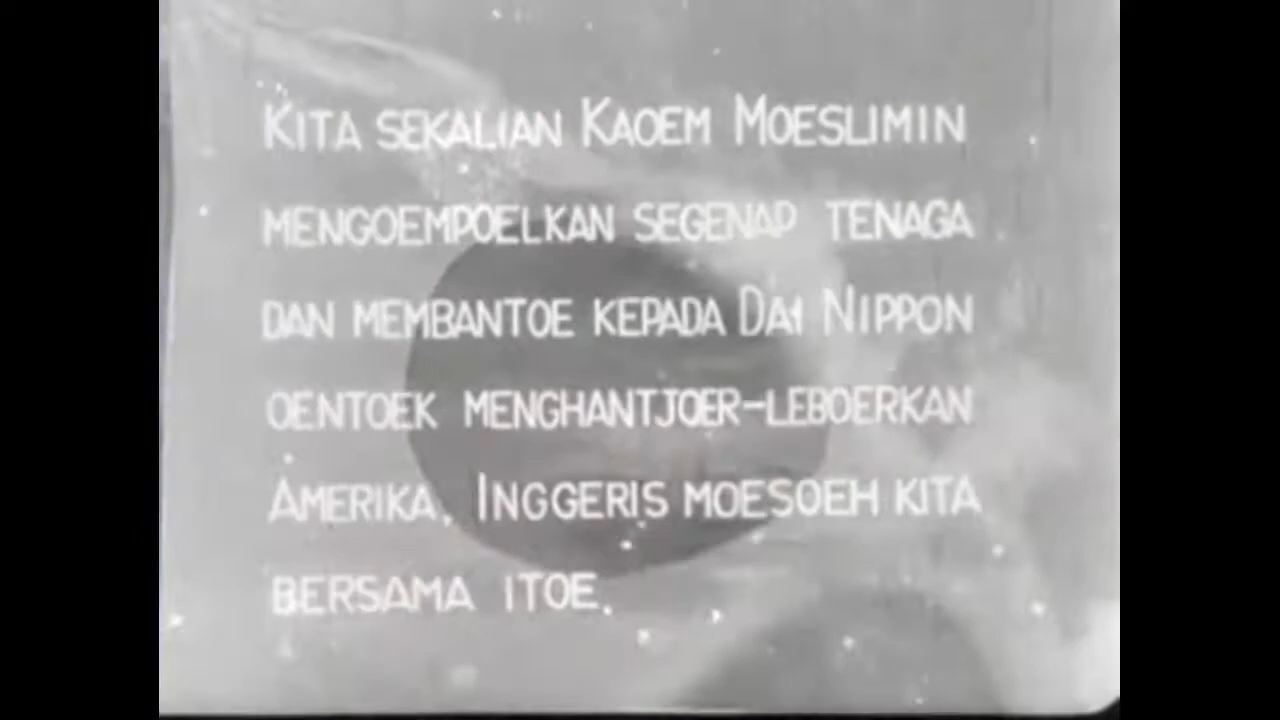 KITA SEKALIAN KAOEM MOESLIMIN
MENGOEMPOELKAN SEGENAP TENAGA
DAN MEMBANTOE KEPADA DAI NIPPON
OENTOEK MENGHANTJOER-LEBOERKAN
AMERIKA, INGGERIS MOESOEH KITA
BERSAMA ITOE.